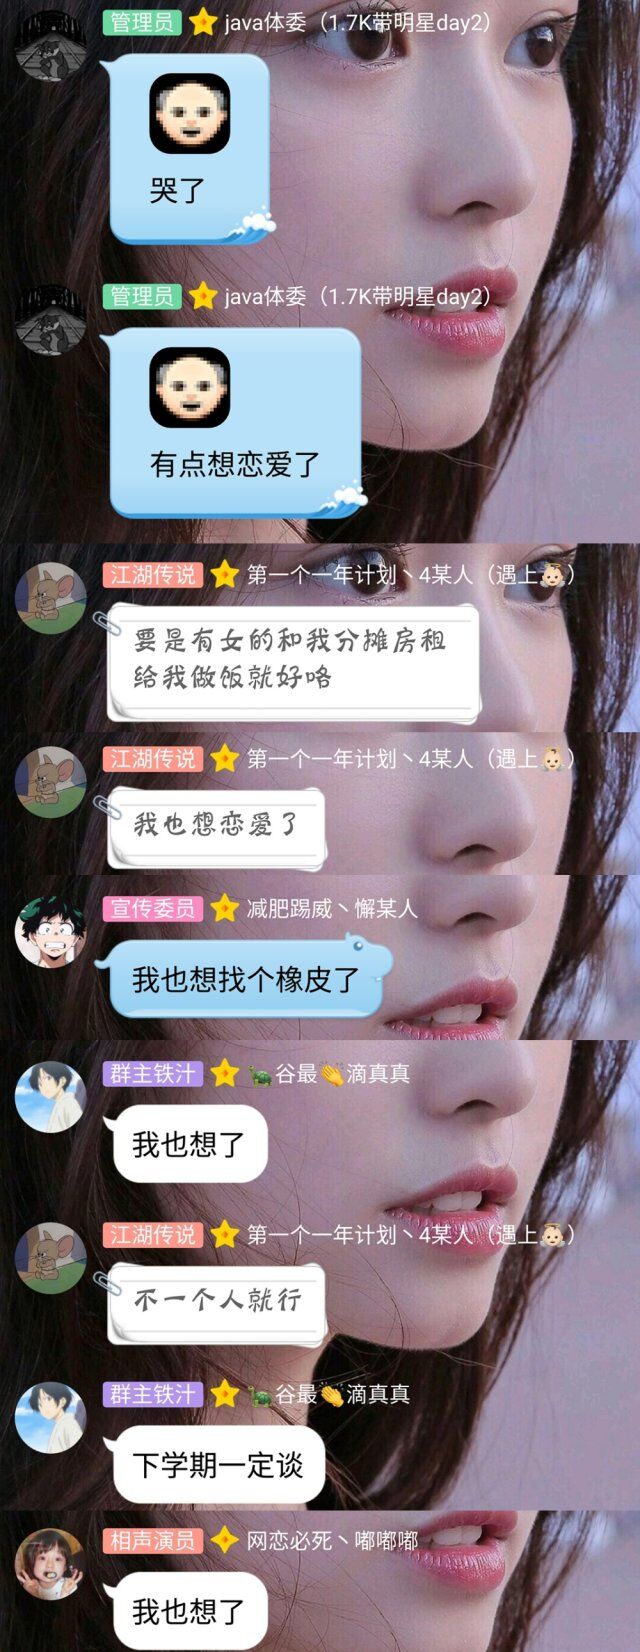 管理员 java体委（1.7K带明星day2）
哭了
管理员 java体委（1.7K带明星day2）
有点想恋爱了
江湖传说 第一个一年计划丶4某人（遇上👼）
要是有女的和我分摊房租
给我做饭就好咯
江湖传说 第一个一年计划丶4某人（遇上👼）
我也想恋爱了
宣传委员 减肥踢威丶懈某人
我也想找个橡皮了
群主铁汁 🐢谷最👏滴真真
我也想了
江湖传说 第一个一年计划丶4某人（遇上👼）
不一个人就行
群主铁汁 🐢谷最👏滴真真
下学期一定谈
相声演员 网恋必死丶嘟嘟嘟
我也想了